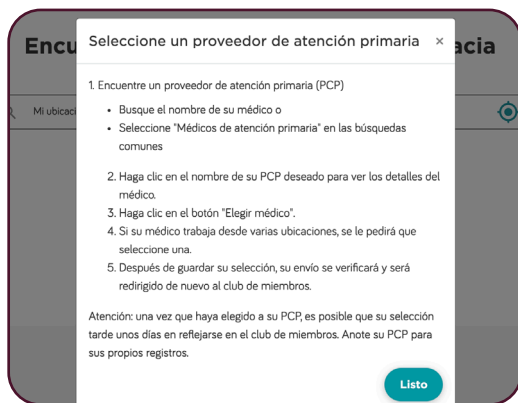 Encu
acia
Seleccione un proveedor de atención primaria ×
Mi ubicaci
1. Encuentre un proveedor de atención primaria (PCP)
• Busque el nombre de su médico o
• Seleccione "Médicos de atención primaria" en las búsquedas
comunes
2. Haga clic en el nombre de su PCP deseado para ver los detalles del
médico.
3. Haga clic en el botón "Elegir médico".
4. Si su médico trabaja desde varias ubicaciones, se le pedirá que
seleccione una.
5. Después de guardar su selección, su envío se verificará y será
redirigido de nuevo al club de miembros.
Atención: una vez que haya elegido a su PCP, es posible que su selección
tarde unos días en reflejarse en el club de miembros. Anote su PCP para
sus propios registros.
Listo